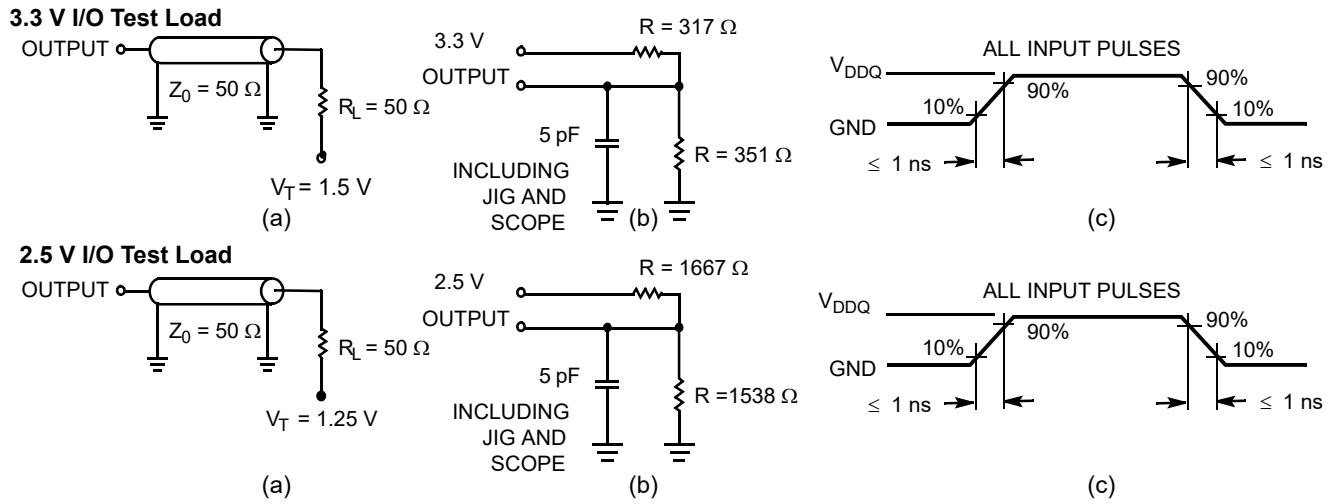 3.3 V I/O Test Load
OUTPUT
Z0 = 50 Ω
RL = 50 Ω
VT = 1.5 V
(a)
3.3 V
OUTPUT
R = 317 Ω
5 pF
INCLUDING
JIG AND
SCOPE
R = 351 Ω
(b)
ALL INPUT PULSES
VDDQ
GND
10%
90%
90%
10%
≤ 1 ns
≤ 1 ns
(c)
2.5 V I/O Test Load
OUTPUT
Z0 = 50 Ω
RL = 50 Ω
VT = 1.25 V
(a)
2.5 V
OUTPUT
R = 1667 Ω
5 pF
INCLUDING
JIG AND
SCOPE
R =1538 Ω
(b)
ALL INPUT PULSES
VDDQ
GND
10%
90%
90%
10%
≤ 1 ns
≤ 1 ns
(c)